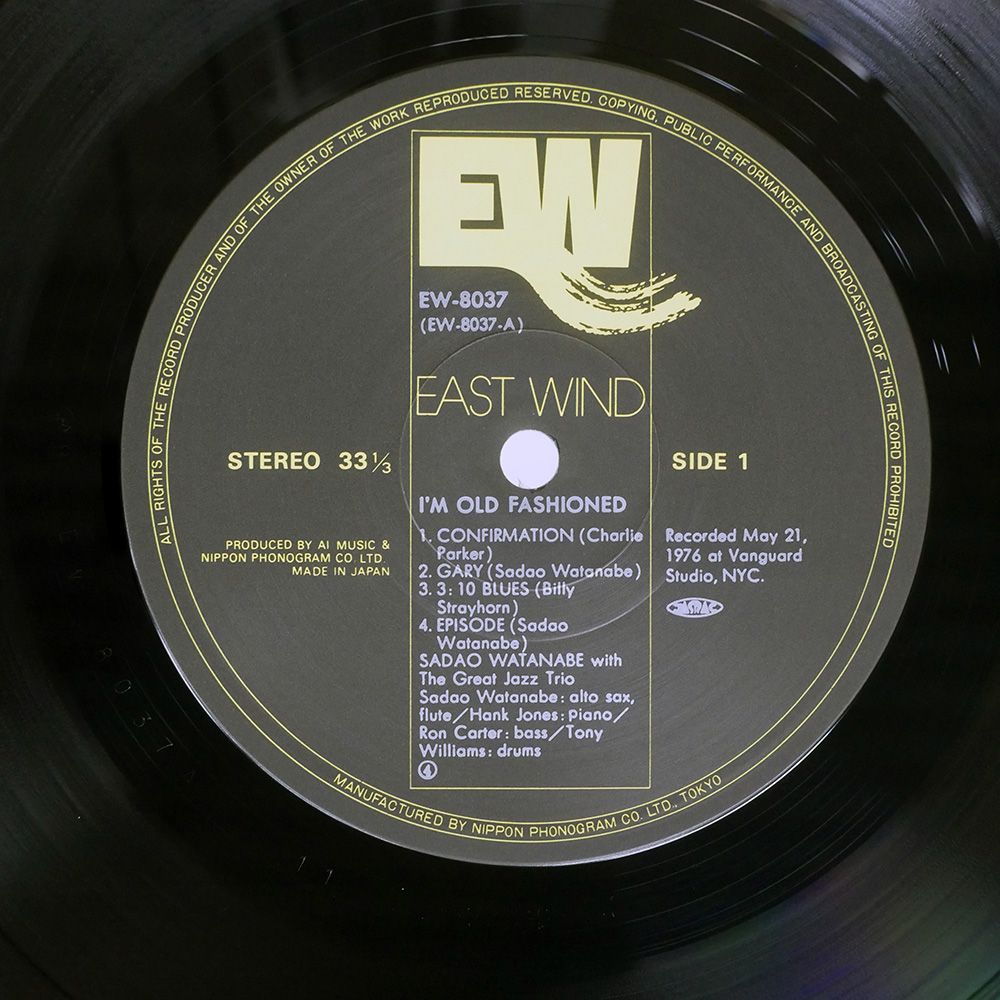 ALL RIGHTS OF THE RECORD PRODUCER AND OF THE OWNER OF THE WORK REPRODUCED RESERVED. COPYING, PUBLIC PERFORMANCE AND BROADCASTING OF THIS RECORD PROHIBITED
EW
EW-8037
(EW-8037-A)
EAST WIND
STEREO 33 1/3
SIDE 1
I'M OLD FASHIONED
1. CONFIRMATION (Charlie
Parker)
2. GARY (Sadao Watanabe)
3. 3:10 BLUES (Billy
Strayhorn)
4. EPISODE (Sadao
Watanabe)
SADAO WATANABE with
The Great Jazz Trio
Sadao Watanabe: alto sax,
flute/Hank Jones: piano/
Ron Carter: bass/Tony
Williams: drums
④
PRODUCED BY AI MUSIC &
NIPPON PHONOGRAM CO. LTD.
MADE IN JAPAN
Recorded May 21,
1976 at Vanguard
Studio, NYC.
JASRAC
MANUFACTURED BY NIPPON PHONOGRAM CO. LTD., TOKYO